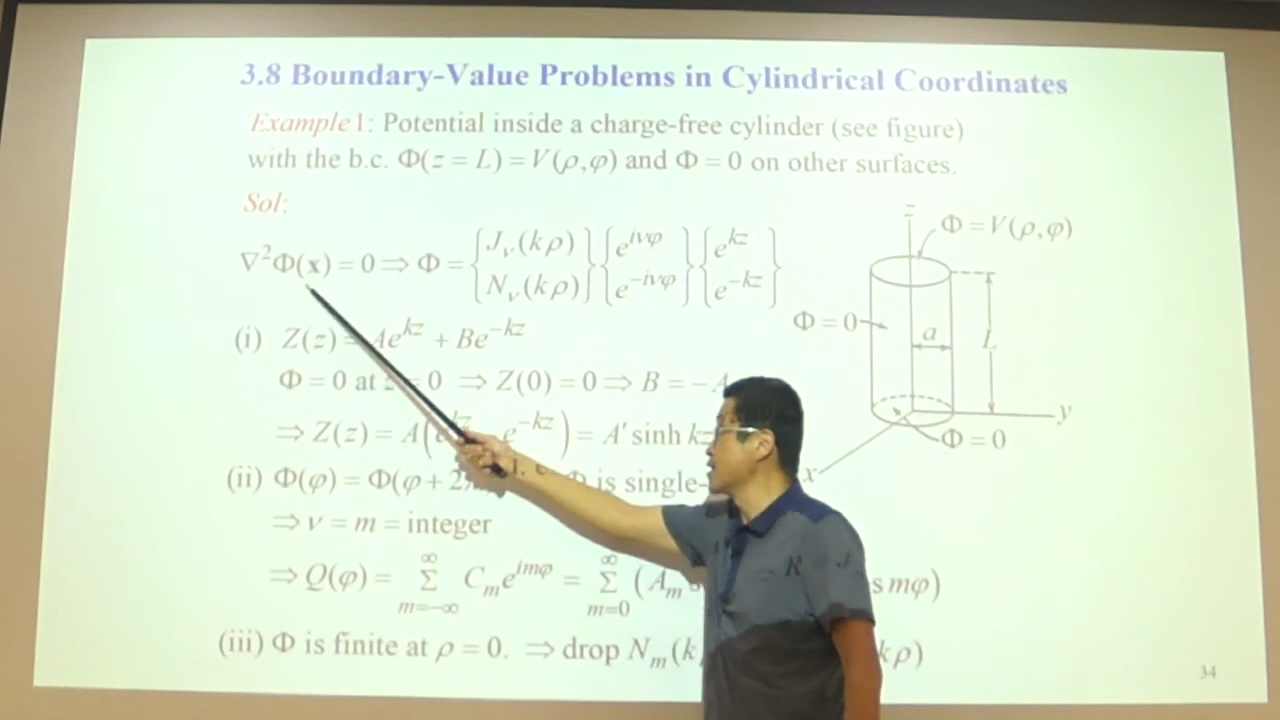 3.8 Boundary-Value Problems in Cylindrical Coordinates
Example 1: Potential inside a charge-free cylinder (see figure)
with the b.c. Φ(z = L) = V(ρ,φ) and Φ = 0 on other surfaces.
Sol:
∇²Φ(x) = 0 ⇒ Φ = {J_ν(kρ) N_ν(kρ)} {e^{iνφ} e^{-iνφ}} {e^{kz} e^{-kz}}
(i) Z(z) = Ae^{kz} + Be^{-kz}
Φ = 0 at z = 0 ⇒ Z(0) = 0 ⇒ B = −A
⇒ Z(z) = A( e^{-kz}) = A′ sinh kz
(ii) Φ(φ) = Φ(φ + 2 Φ is single-
⇒ ν = m = integer
⇒ Q(φ) = Σ_{m=−∞}^{∞} C_m e^{imφ} = Σ_{m=0}^{∞} (A_m s mφ)
(iii) Φ is finite at ρ = 0. ⇒ drop N_m(k kρ)
z
Φ = V(ρ,φ)
Φ = 0
a
L
y
Φ = 0
x
34